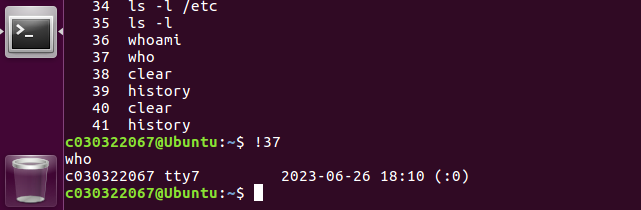 34  ls -l /etc
35  ls -l
36  whoami
37  who
38  clear
39  history
40  clear
41  history
c030322067@Ubuntu:~$ !37
who
c030322067 tty7         2023-06-26 18:10 (:0)
c030322067@Ubuntu:~$